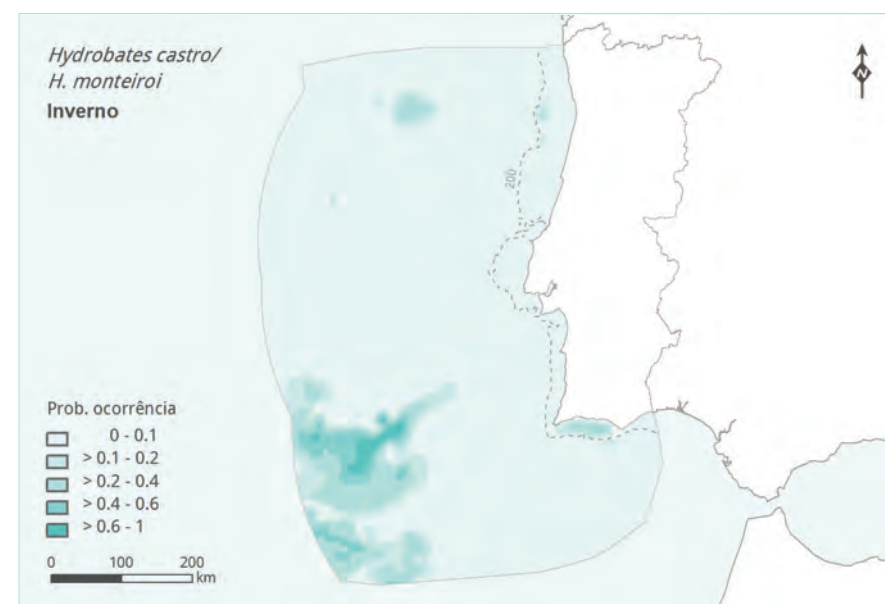 Hydrobates castro/
H. monteiroi
Inverno
N
200
Prob. ocorrência
0 - 0.1
> 0.1 - 0.2
> 0.2 - 0.4
> 0.4 - 0.6
> 0.6 - 1
0 100 200
km